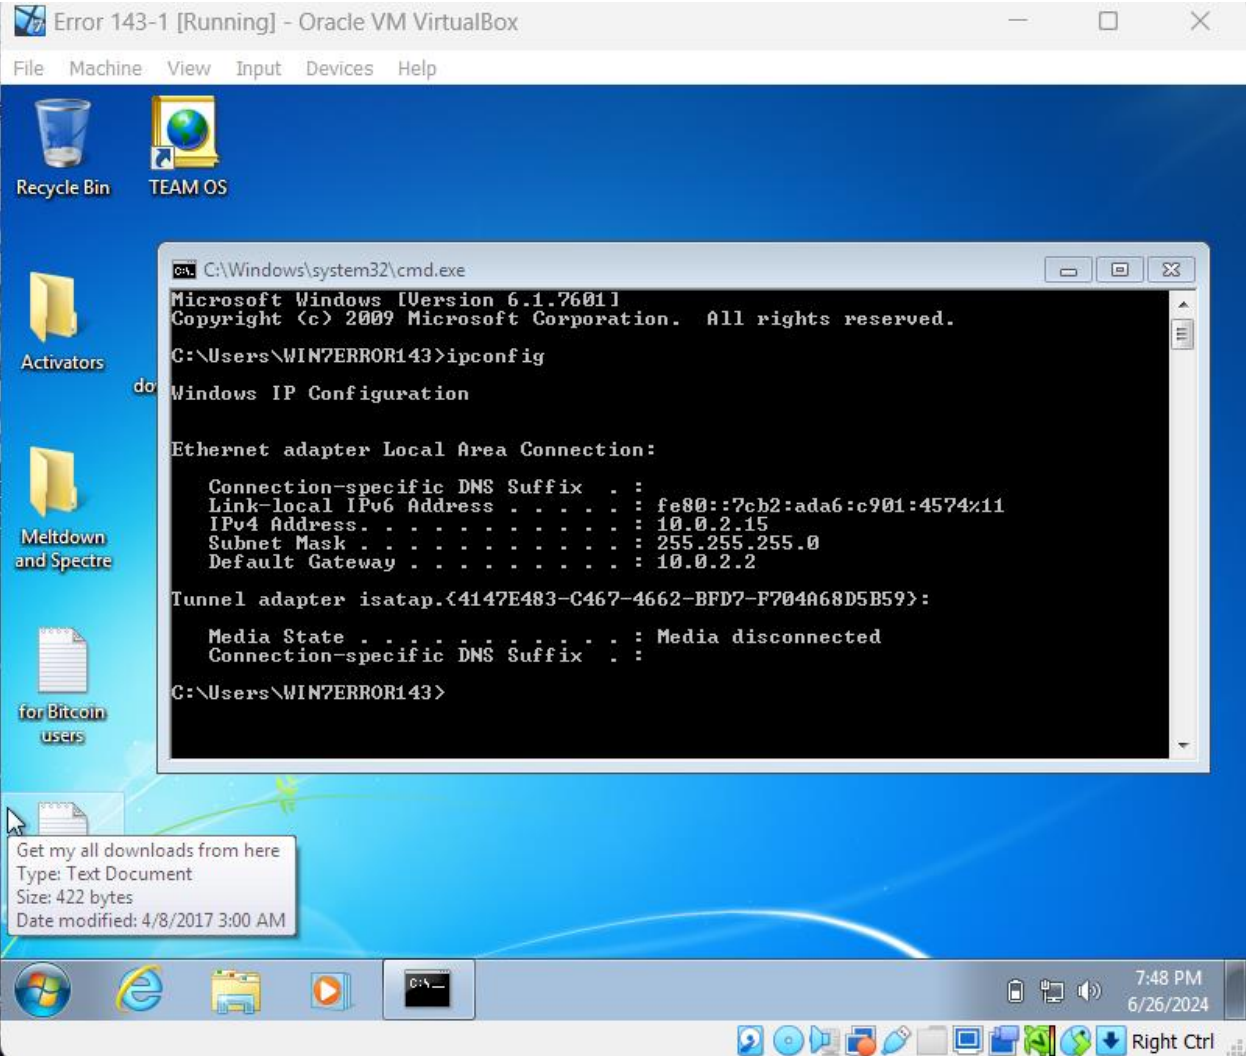 Error 143-1 [Running] - Oracle VM VirtualBox
File Machine View Input Devices Help
Recycle Bin
TEAM OS
Activators
do
Meltdown
and Spectre
for Bitcoin
users
C:\Windows\system32\cmd.exe
Microsoft Windows [Version 6.1.7601]
Copyright (c) 2009 Microsoft Corporation.  All rights reserved.
C:\Users\WIN7ERROR143>ipconfig
Windows IP Configuration
Ethernet adapter Local Area Connection:
Connection-specific DNS Suffix  . :
Link-local IPv6 Address . . . . . : fe80::7cb2:ada6:c901:4574%11
IPv4 Address. . . . . . . . . . . : 10.0.2.15
Subnet Mask . . . . . . . . . . . : 255.255.255.0
Default Gateway . . . . . . . . . : 10.0.2.2
Tunnel adapter isatap.{4147E483-C467-4662-BFD7-F704A68D5B59}:
Media State . . . . . . . . . . . : Media disconnected
Connection-specific DNS Suffix  . :
C:\Users\WIN7ERROR143>
Get my all downloads from here
Type: Text Document
Size: 422 bytes
Date modified: 4/8/2017 3:00 AM
C:\_
7:48 PM
6/26/2024
Right Ctrl